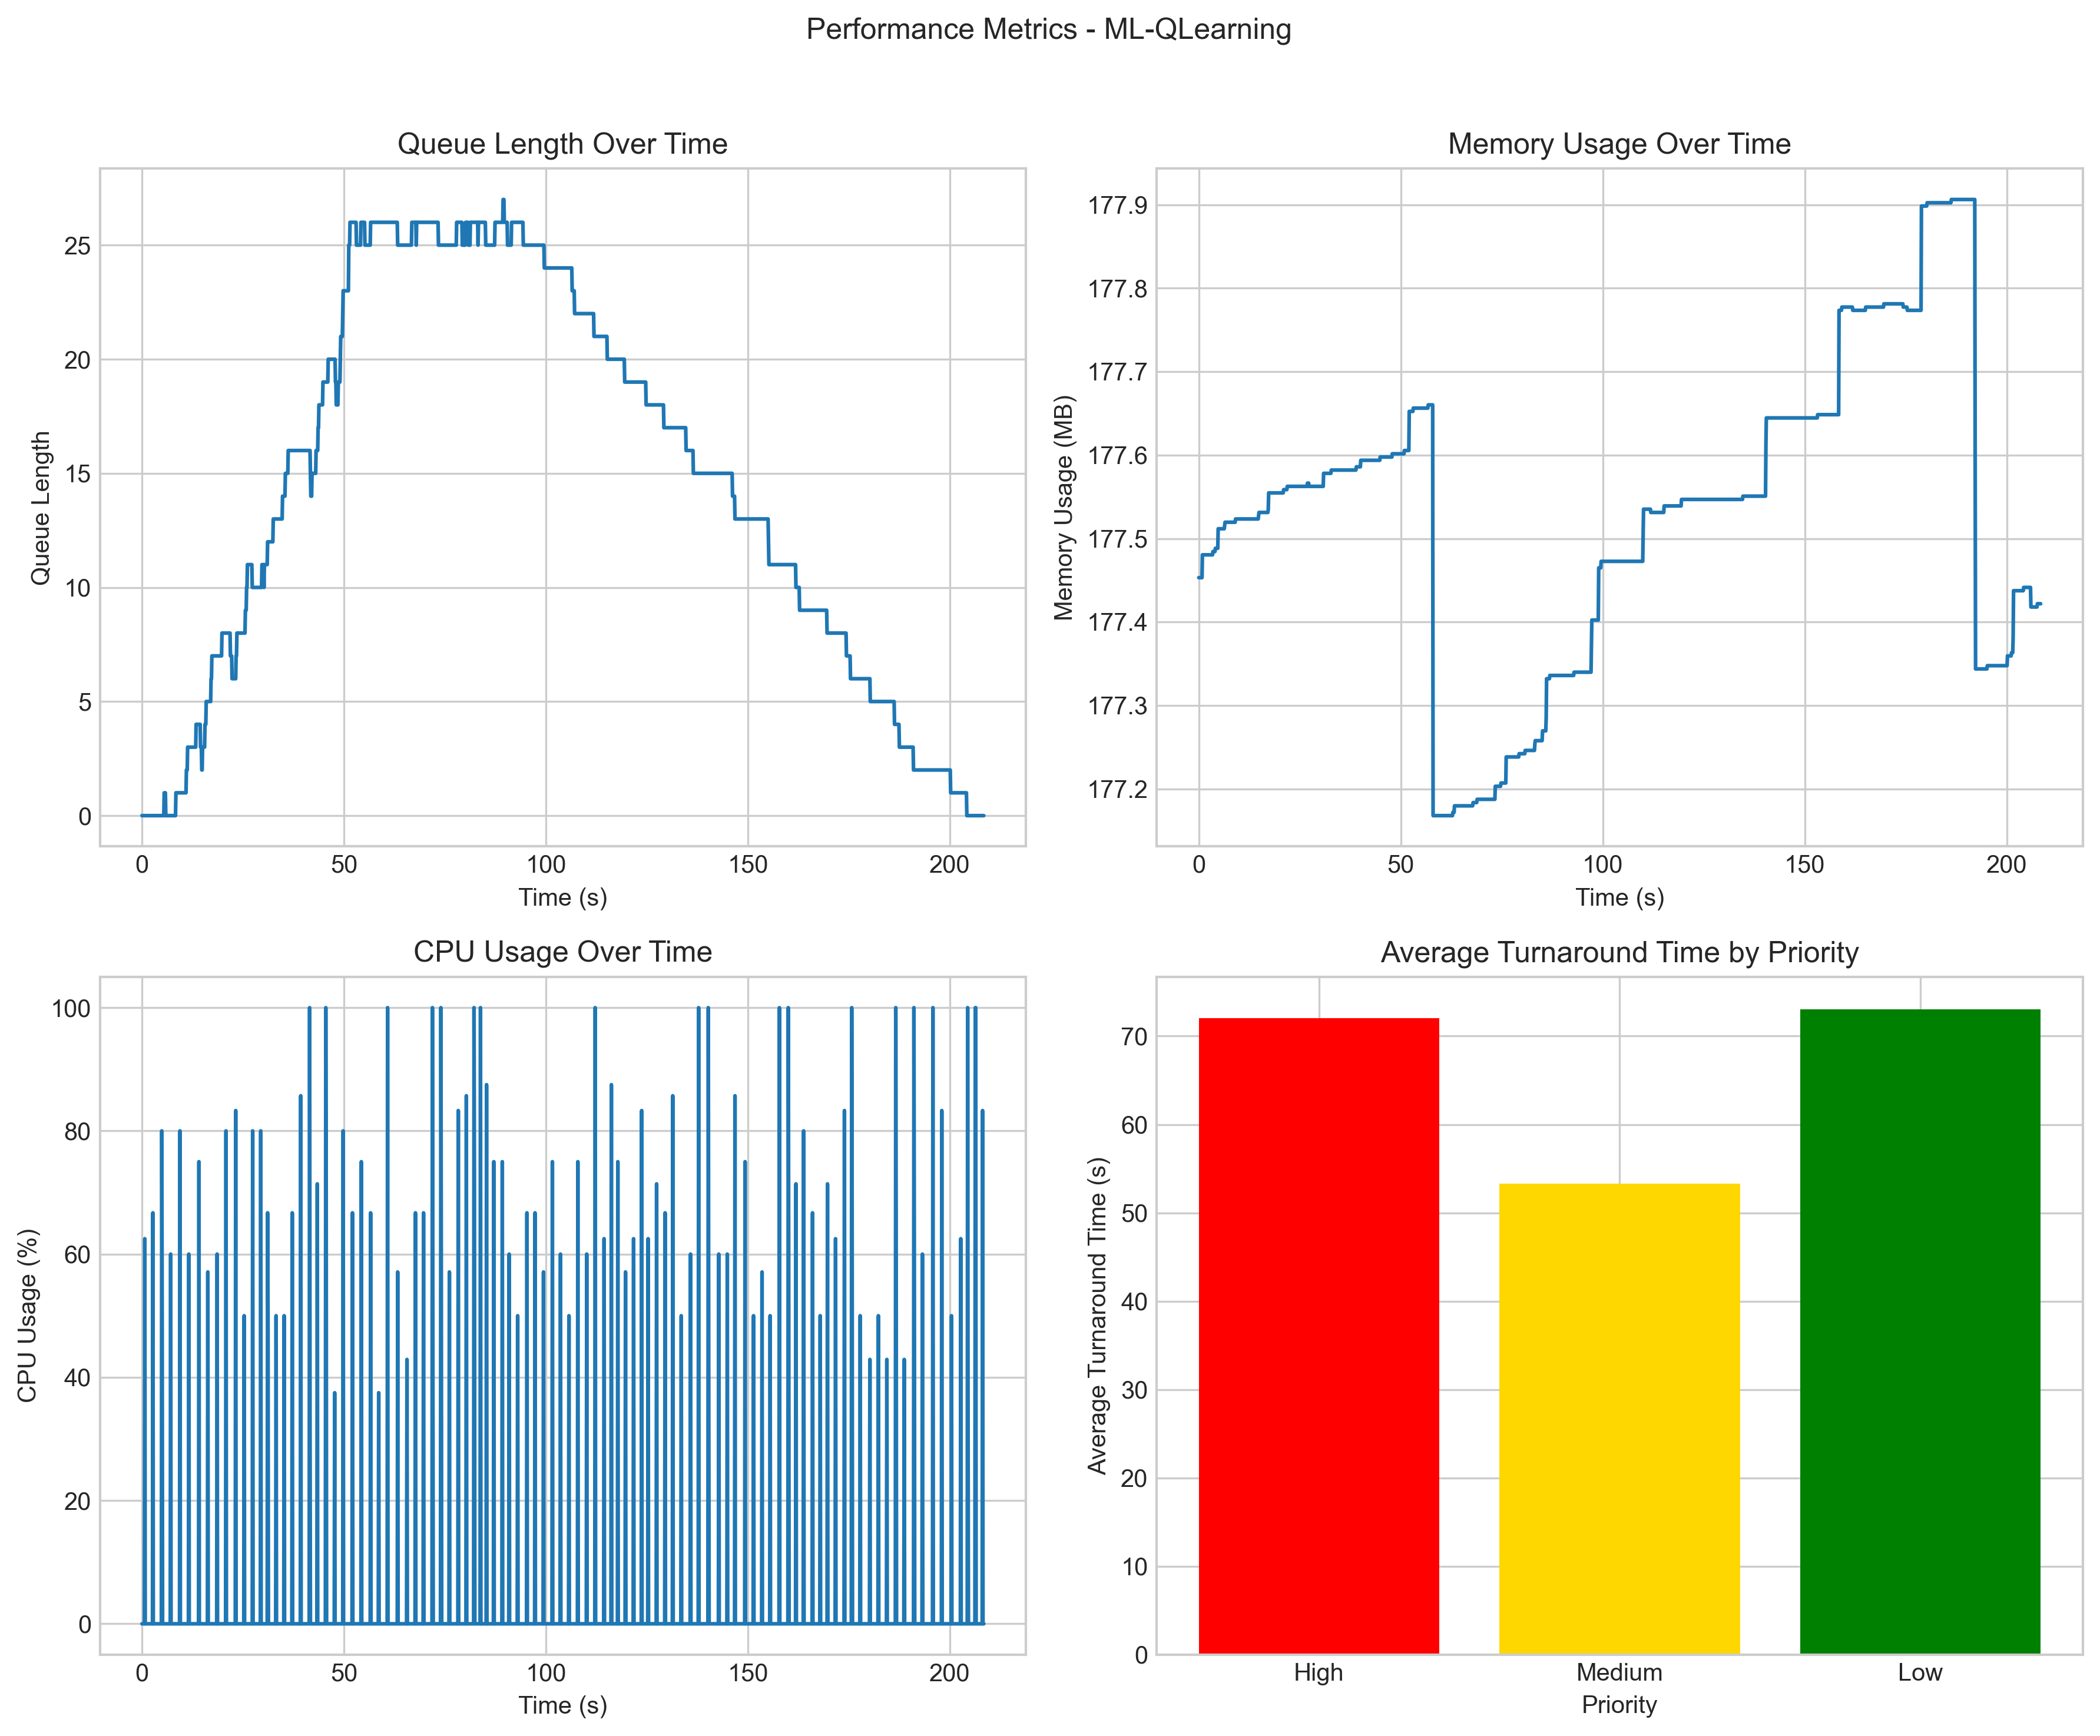 Performance Metrics - ML-QLearning
Queue Length Over Time
Queue Length
25
20
15
10
5
0
0 50 100 150 200
Time (s)
Memory Usage Over Time
Memory Usage (MB)
177.9
177.8
177.7
177.6
177.5
177.4
177.3
177.2
0 50 100 150 200
Time (s)
CPU Usage Over Time
CPU Usage (%)
100
80
60
40
20
0
0 50 100 150 200
Time (s)
Average Turnaround Time by Priority
Average Turnaround Time (s)
70
60
50
40
30
20
10
0
High Medium Low
Priority